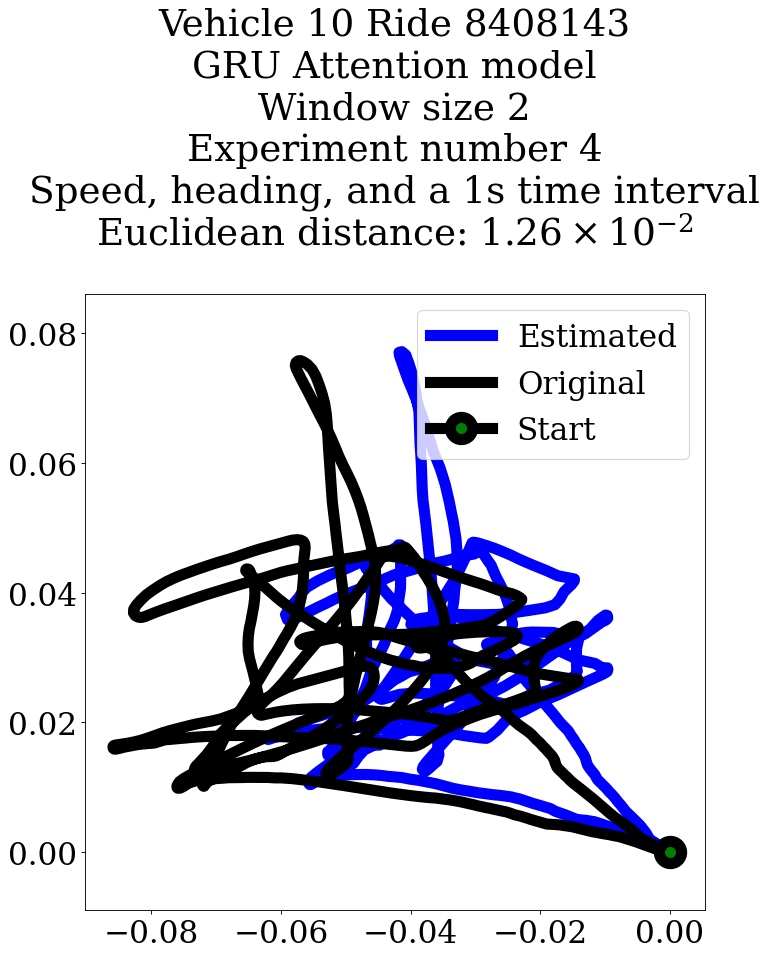 Vehicle 10 Ride 8408143
GRU Attention model
Window size 2
Experiment number 4
Speed, heading, and a 1s time interval
Euclidean distance: 1.26 × 10⁻²
Estimated
Original
Start
0.08
0.06
0.04
0.02
0.00
−0.08 −0.06 −0.04 −0.02 0.00